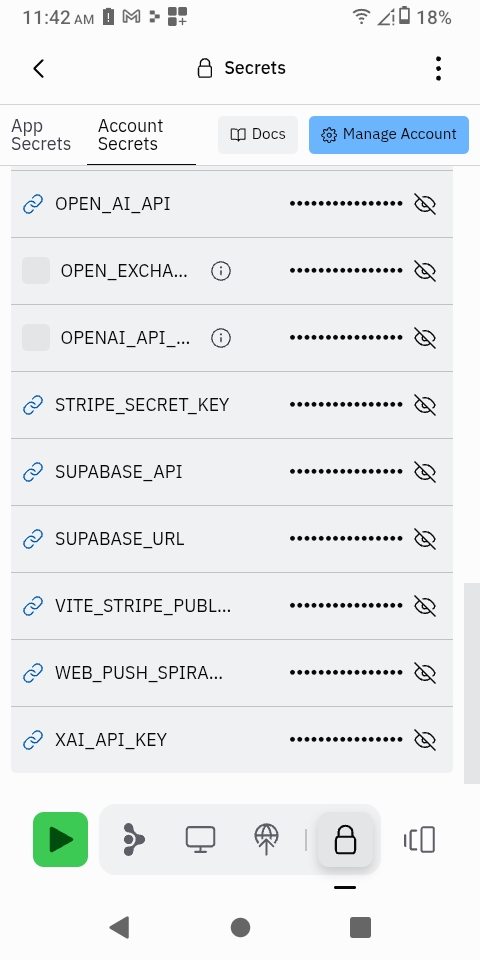 11:42 AM 18%
Secrets
App Secrets
Account Secrets
Docs
Manage Account
OPEN_AI_API ••••••••••••••••
OPEN_EXCHA... ••••••••••••••••
OPENAI_API_... ••••••••••••••••
STRIPE_SECRET_KEY ••••••••••••••••
SUPABASE_API ••••••••••••••••
SUPABASE_URL ••••••••••••••••
VITE_STRIPE_PUBL... ••••••••••••••••
WEB_PUSH_SPIRA... ••••••••••••••••
XAI_API_KEY ••••••••••••••••